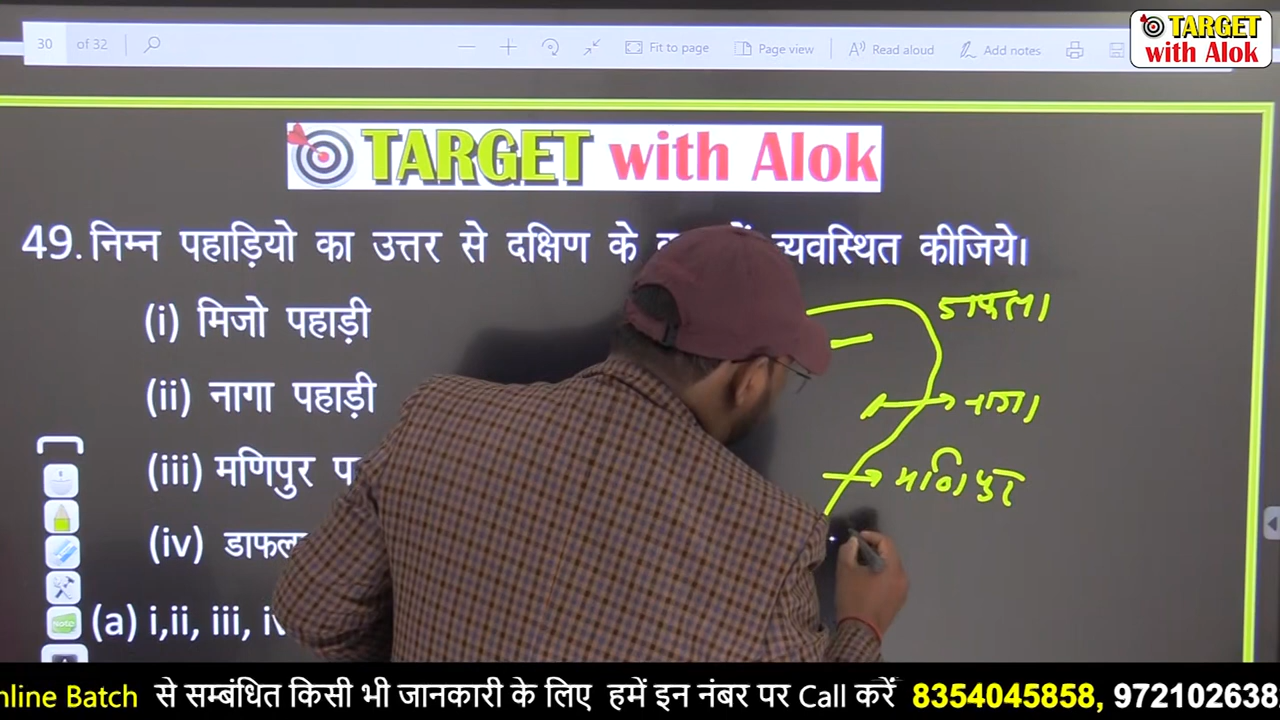 30 of 32 Fit to page Page view Read aloud Add notes
TARGET
with Alok
TARGET with Alok
49. निम्न पहाड़ियो का उत्तर से दक्षिण के व्यवस्थित कीजिये।
(i) मिजो पहाड़ी
डाफला
(ii) नागा पहाड़ी
नागा
(iii) मणिपुर
मणिपुर
(iv) डाफल
Note
(a) i,ii, iii, iv
nline Batch से सम्बंधित किसी भी जानकारी के लिए हमें इन नंबर पर Call करें 8354045858, 972102638